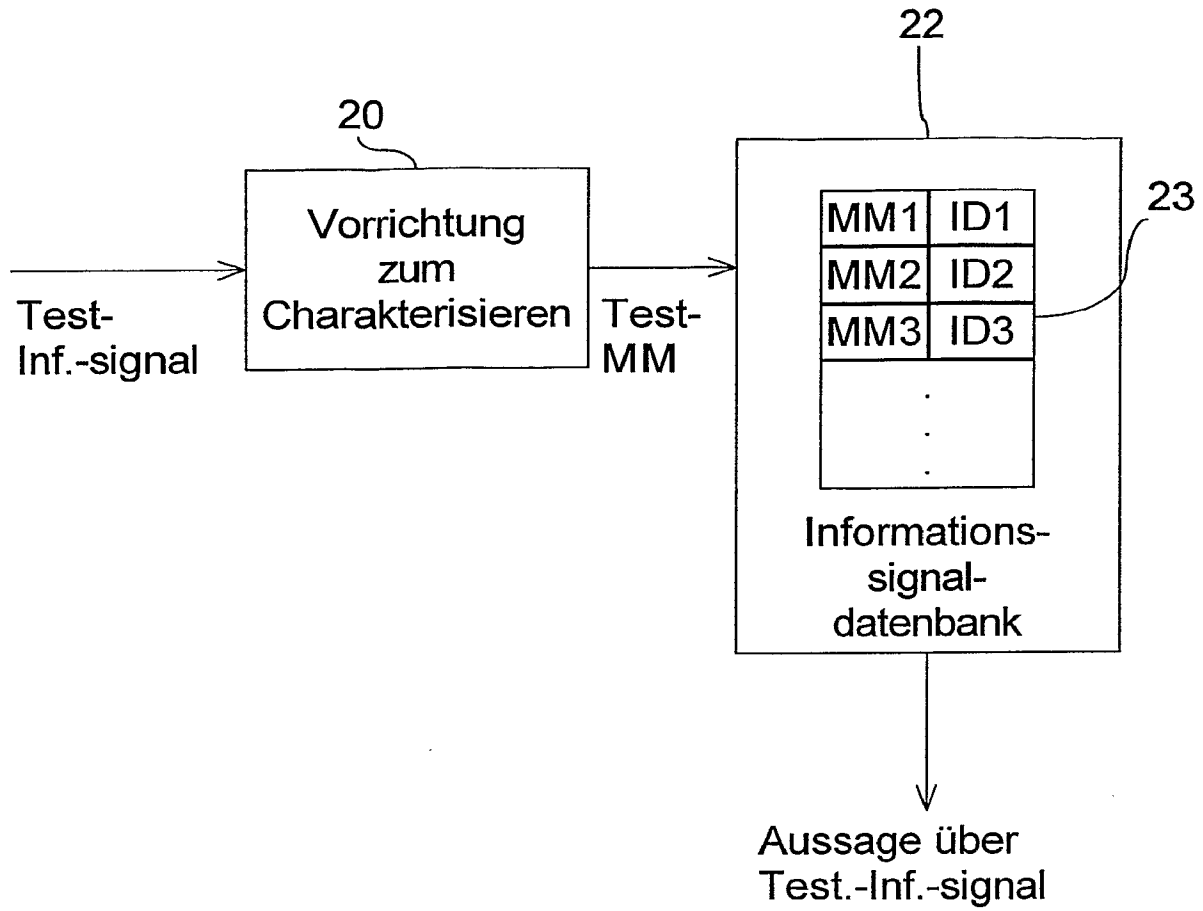 22
20
Vorrichtung
zum
Charakterisieren
Test-
Inf.-signal
Test-
MM
MM1 ID1
MM2 ID2
MM3 ID3
23
.
.
.
Informations-
signal-
datenbank
Aussage über
Test.-Inf.-signal